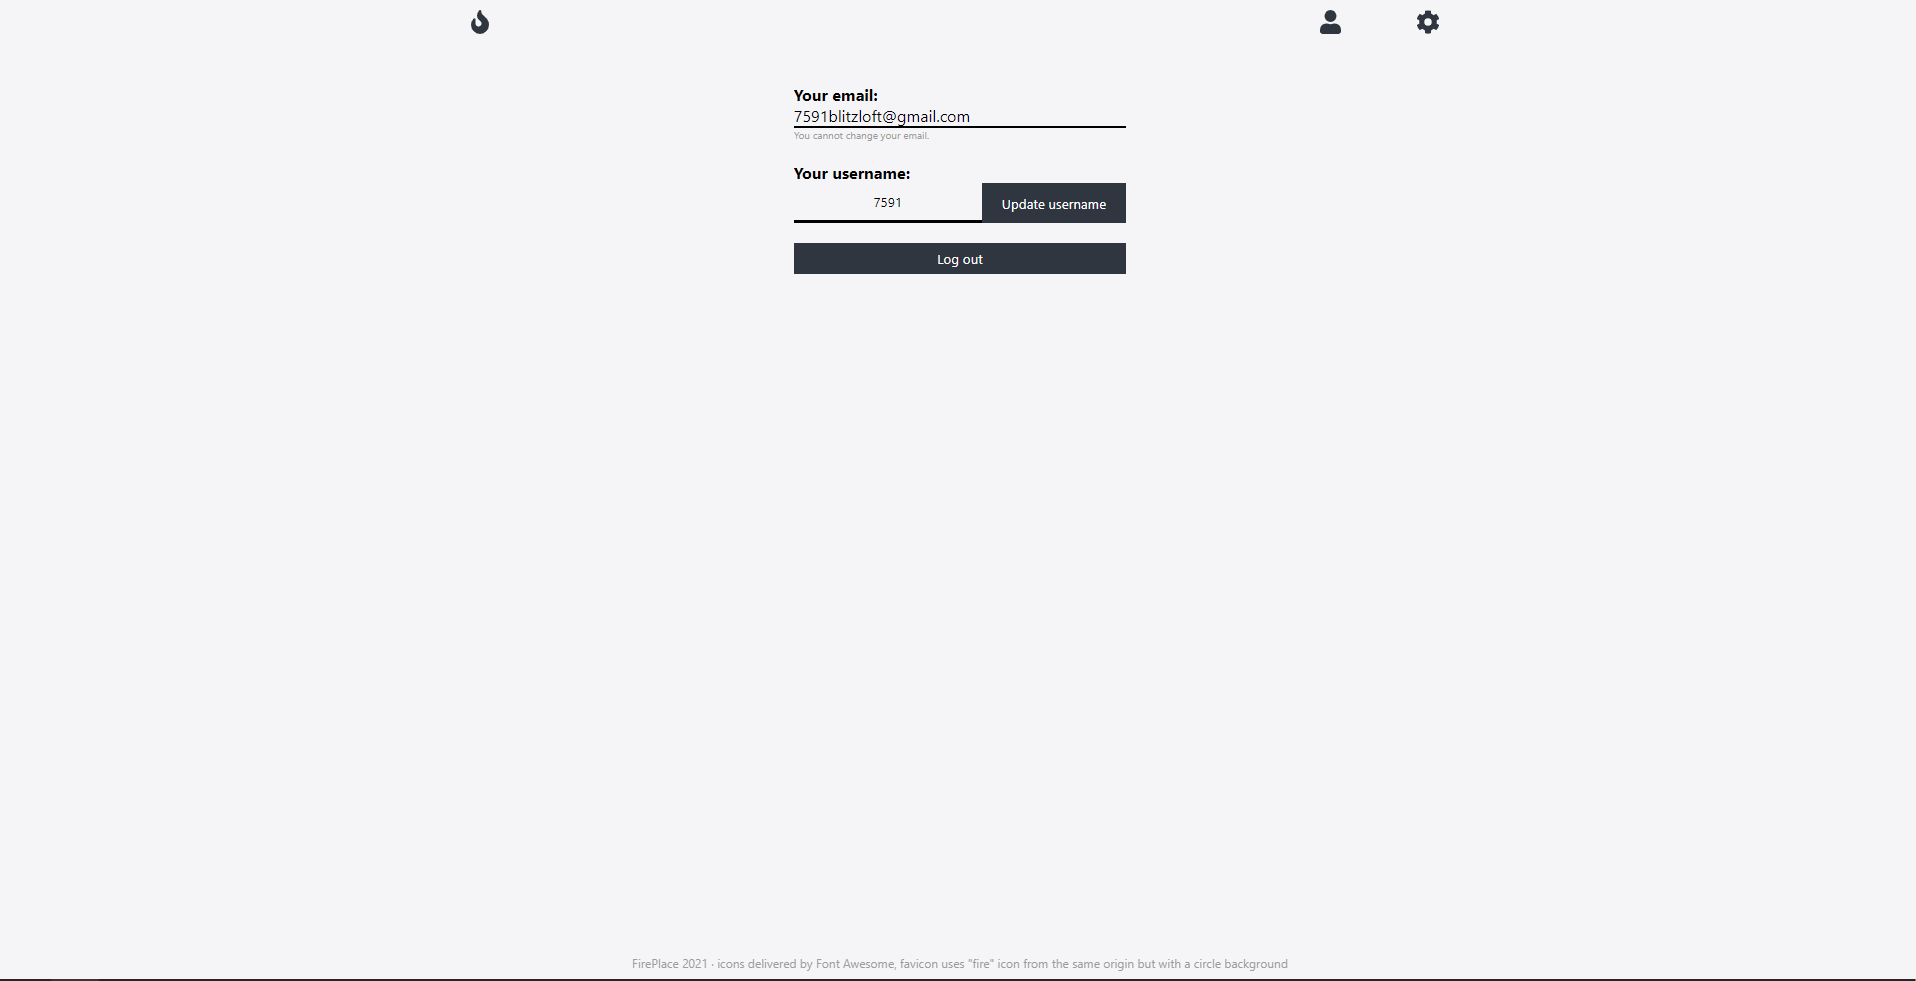 Your email:
7591blitzloft@gmail.com
You cannot change your email.
Your username:
7591
Update username
Log out
FirePlace 2021 · icons delivered by Font Awesome, favicon uses "fire" icon from the same origin but with a circle background